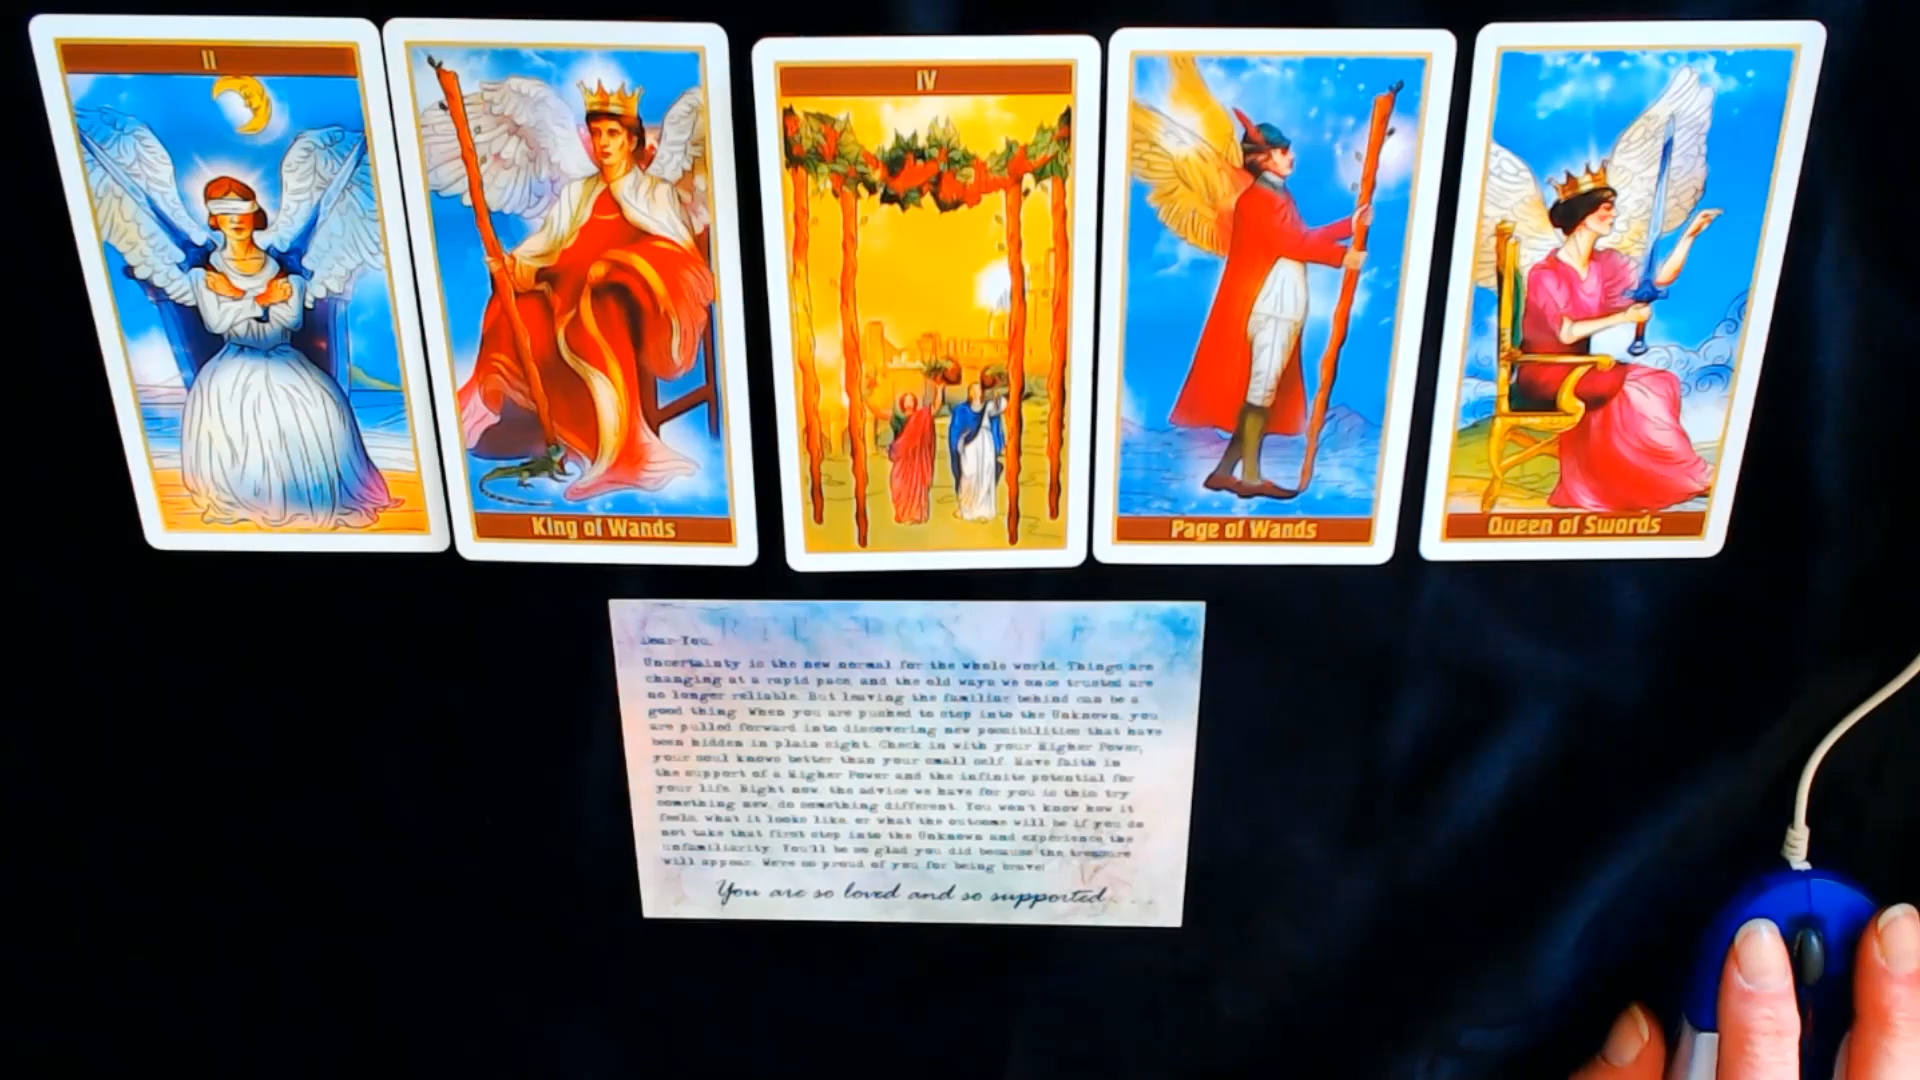 II
IV
King of Wands
Page of Wands
Queen of Swords
Dear You,
Uncertainty is the new normal for the whole world. Things are
changing at a rapid pace, and the old ways we once trusted are
no longer reliable. But leaving the familiar behind can be a
good thing. When you are pushed to step into the Unknown, you
are pulled forward into discovering new possibilities that have
been hidden in plain sight. Check in with your Higher Power,
your soul knows better than your small self. Have faith in
the support of a Higher Power and the infinite potential for
your life. Right now, the advice we have for you is this: try
something new, do something different. You won't know how it
feels, what it looks like, or what the outcome will be if you do
not take that first step into the Unknown and experience the
unfamiliarity. You'll be so glad you did because the treasure
will appear. We're so proud of you for being brave!
You are so loved and so supported...